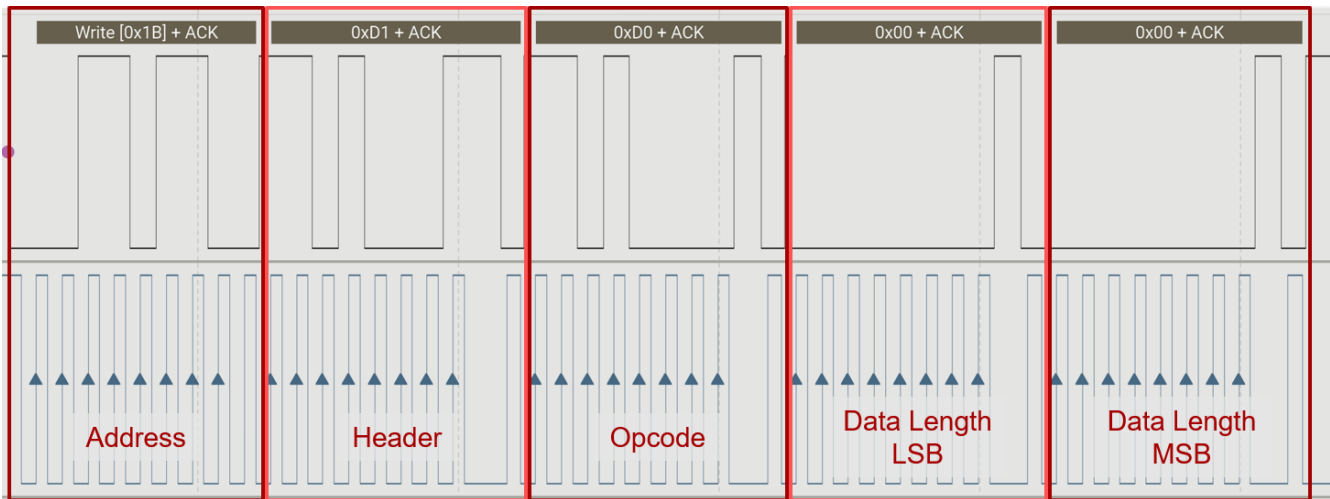 Write [0x1B] + ACK
0xD1 + ACK
0xD0 + ACK
0x00 + ACK
0x00 + ACK
Address
Header
Opcode
Data Length
LSB
Data Length
MSB